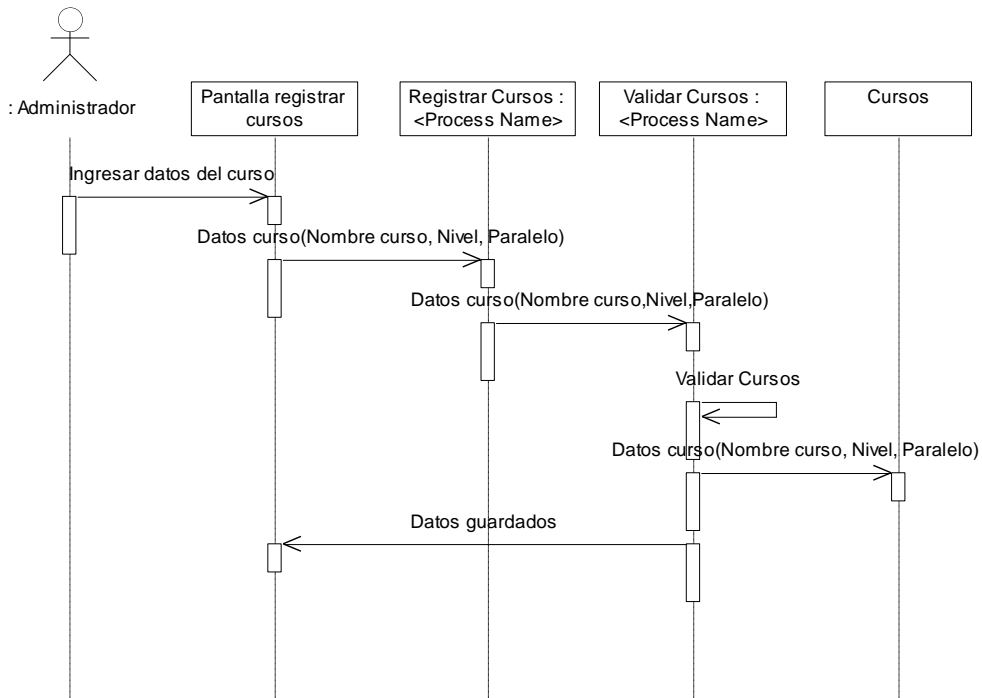 : Administrador
Pantalla registrar
cursos
Registrar Cursos :
<Process Name>
Validar Cursos :
<Process Name>
Cursos
Ingresar datos del curso
Datos curso(Nombre curso, Nivel, Paralelo)
Datos curso(Nombre curso,Nivel,Paralelo)
Validar Cursos
Datos curso(Nombre curso, Nivel, Paralelo)
Datos guardados